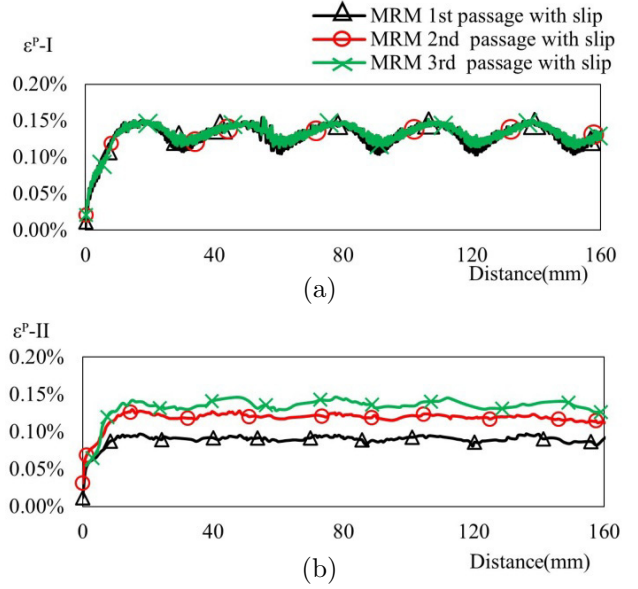 MRM 1st passage with slip
MRM 2nd passage with slip
MRM 3rd passage with slip
εᴾ-I
0.20%
0.15%
0.10%
0.05%
0.00%
0 40 80 120 160
Distance(mm)
(a)
εᴾ-II
0.20%
0.15%
0.10%
0.05%
0.00%
0 40 80 120 160
Distance(mm)
(b)